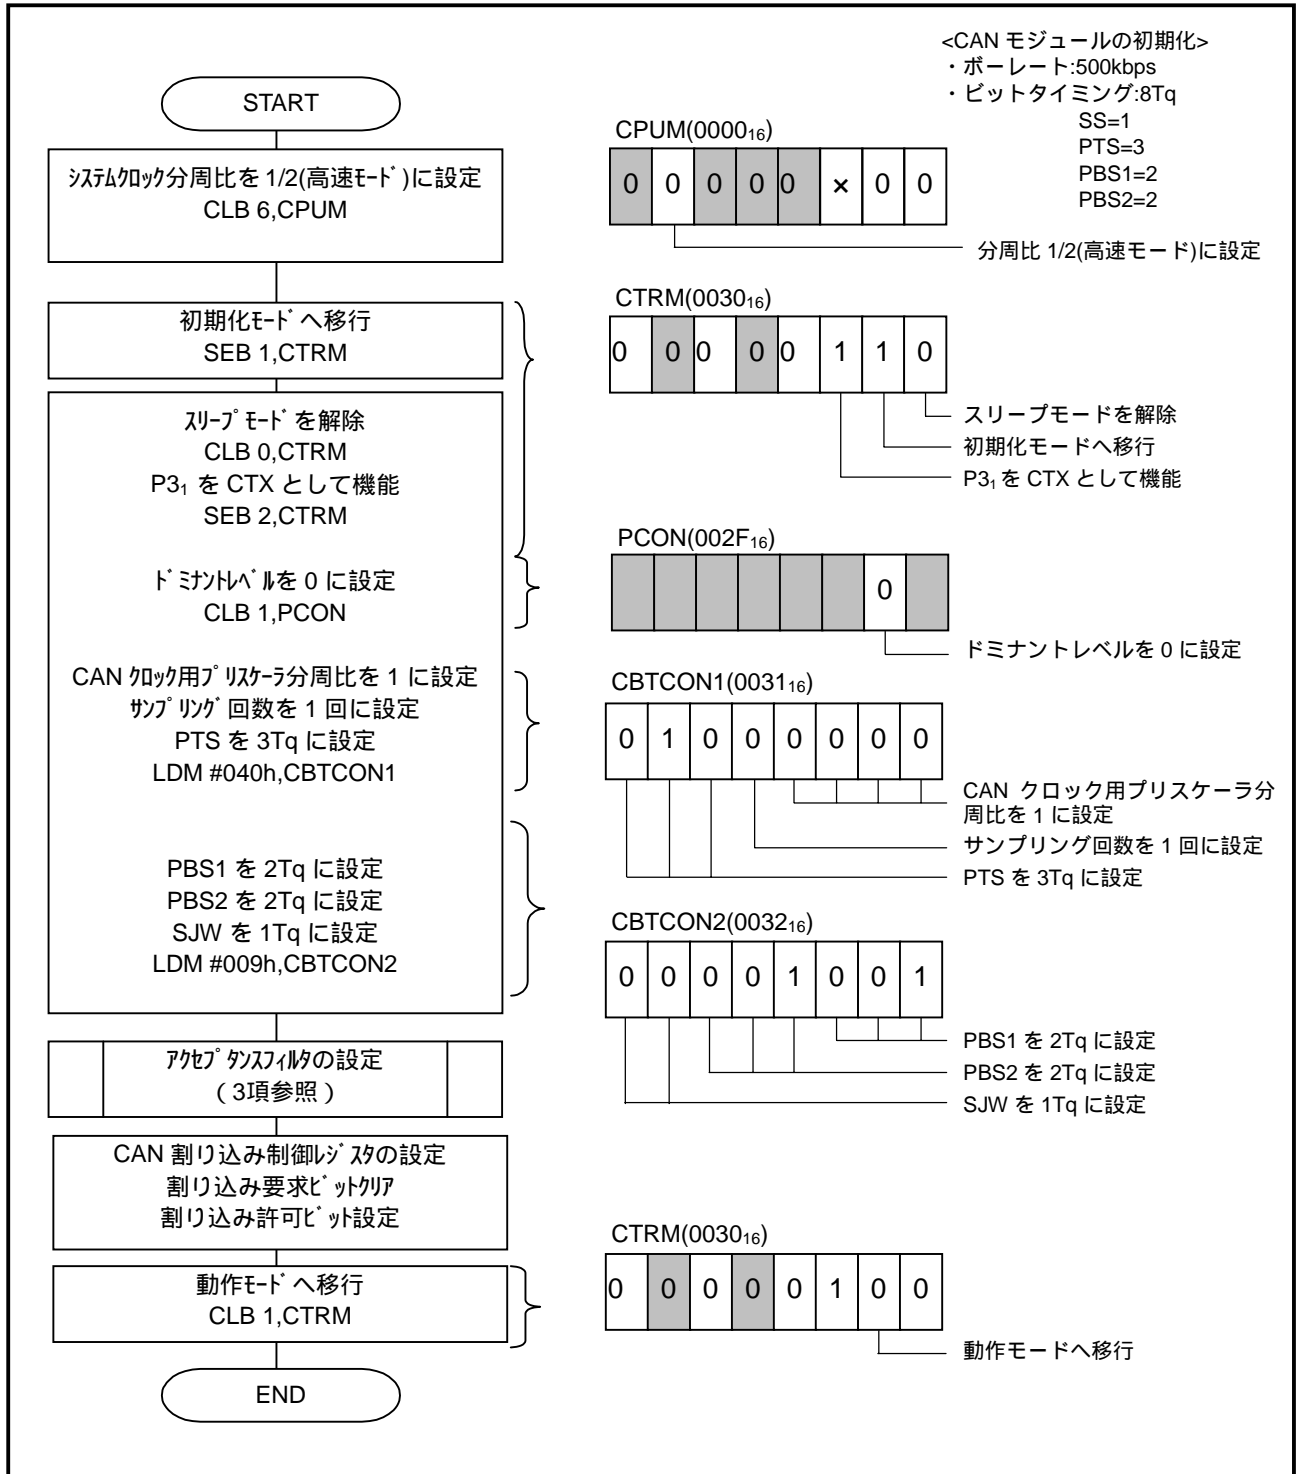 <CAN モジュールの初期化>
・ボーレート:500kbps
・ビットタイミング:8Tq
SS=1
PTS=3
PBS1=2
PBS2=2
START
システムクロック分周比を 1/2(高速モード)に設定
CLB 6,CPUM
CPUM(0000₁₆)
0 0 0 0 0 × 0 0
分周比 1/2(高速モード)に設定
初期化モードへ移行
SEB 1,CTRM
スリープモードを解除
CLB 0,CTRM
P3₁ を CTX として機能
SEB 2,CTRM
CTRM(0030₁₆)
0 0 0 0 0 1 1 0
スリープモードを解除
初期化モードへ移行
P3₁を CTX として機能
ドミナントレベルを 0 に設定
CLB 1,PCON
PCON(002F₁₆)
0
ドミナントレベルを 0 に設定
CAN クロック用プリスケーラ分周比を 1 に設定
サンプリング回数を 1 回に設定
PTS を 3Tq に設定
LDM #040h,CBTCON1
CBTCON1(0031₁₆)
0 1 0 0 0 0 0 0
CAN クロック用プリスケーラ分
周比を 1 に設定
サンプリング回数を 1 回に設定
PTS を 3Tq に設定
PBS1 を 2Tq に設定
PBS2 を 2Tq に設定
SJW を 1Tq に設定
LDM #009h,CBTCON2
CBTCON2(0032₁₆)
0 0 0 0 1 0 0 1
PBS1 を 2Tq に設定
PBS2 を 2Tq に設定
SJW を 1Tq に設定
アクセプタンスフィルタの設定
(3項参照)
CAN 割り込み制御レジスタの設定
割り込み要求ビットクリア
割り込み許可ビット設定
動作モードへ移行
CLB 1,CTRM
CTRM(0030₁₆)
0 0 0 0 0 1 0 0
動作モードへ移行
END